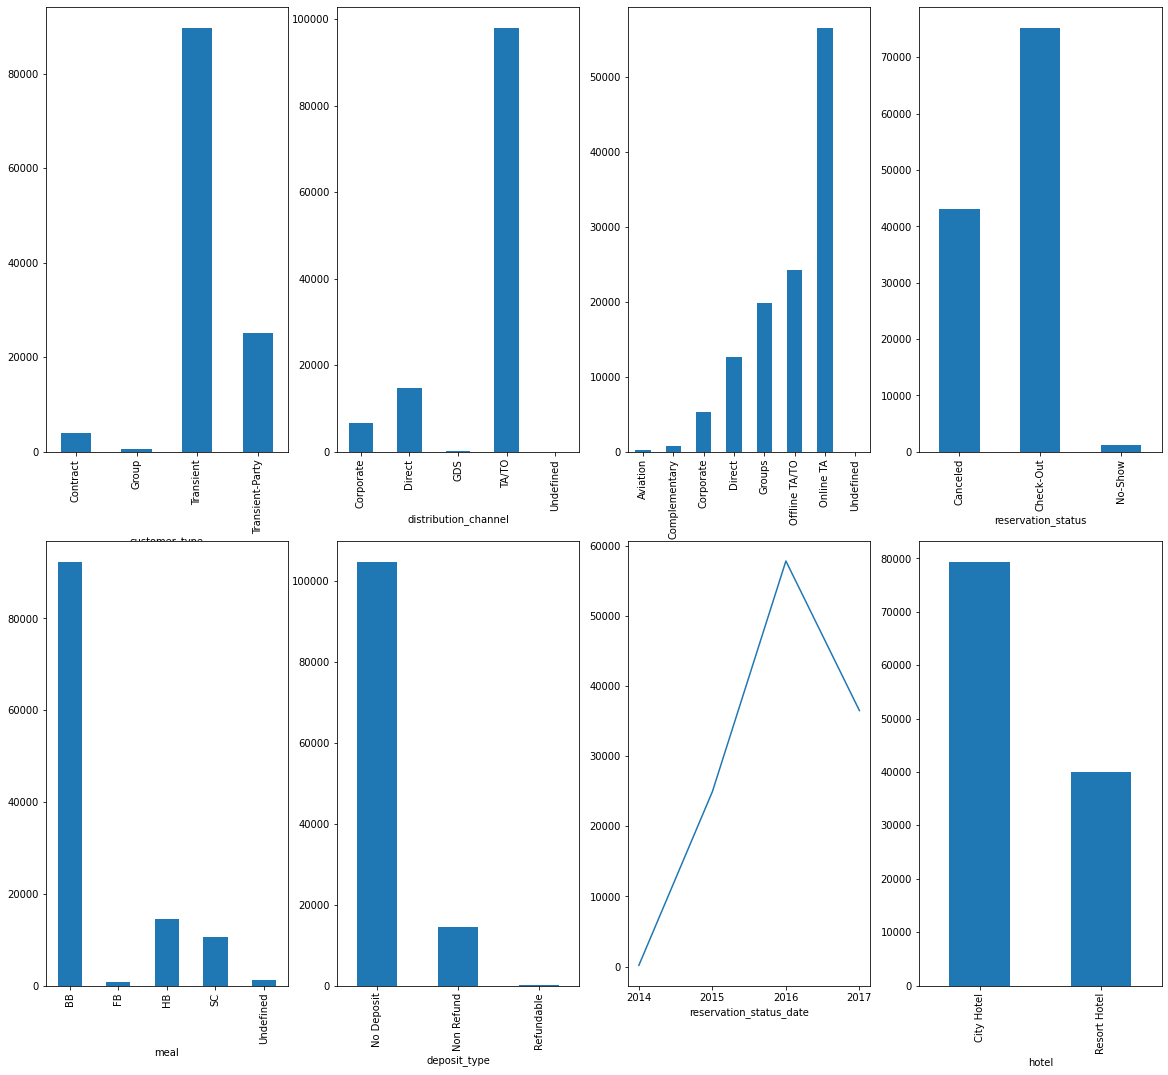 80000
60000
40000
20000
0
Contract
Group
Transient
Transient-Party
customer_type
100000
80000
60000
40000
20000
0
Corporate
Direct
GDS
TA/TO
Undefined
distribution_channel
50000
40000
30000
20000
10000
0
Aviation
Complementary
Corporate
Direct
Groups
Offline TA/TO
Online TA
Undefined
70000
60000
50000
40000
30000
20000
10000
0
Canceled
Check-Out
No-Show
reservation_status
80000
60000
40000
20000
0
BB
FB
HB
SC
Undefined
meal
100000
80000
60000
40000
20000
0
No Deposit
Non Refund
Refundable
deposit_type
60000
50000
40000
30000
20000
10000
0
2014
2015
2016
2017
reservation_status_date
80000
70000
60000
50000
40000
30000
20000
10000
0
City Hotel
Resort Hotel
hotel